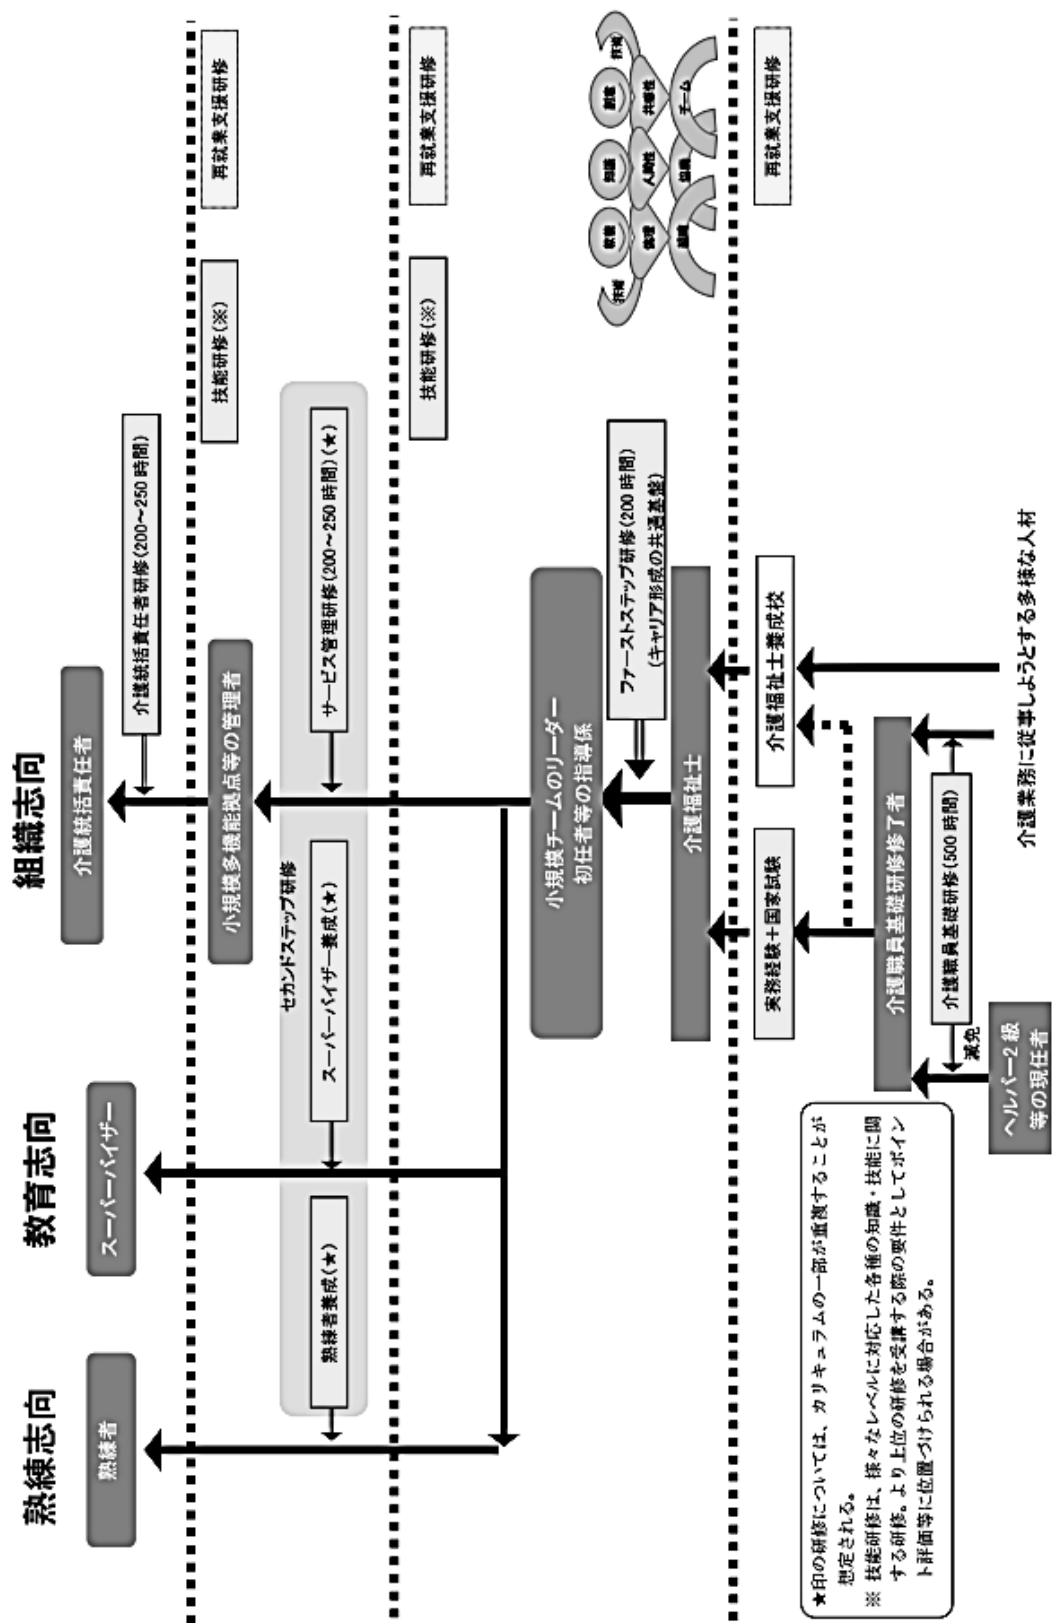 熟練志向
教育志向
組織志向
熟練者
スーパーバイザー
介護統括責任者
介護統括責任者研修(200～250時間)
小規模多機能拠点等の管理者
技能研修(※)
再就業支援研修
セカンドステップ研修
熟練者養成(★)
スーパーバイザー養成(★)
サービス管理研修(200～250時間)(★)
技能研修(※)
再就業支援研修
小規模チームのリーダー
初任者等の指導係
ファーストステップ研修(200時間)
(キャリア形成の共通基盤)
介護福祉士
技術
知識
技術
倫理
人間性
チーム
再就業支援研修
実務経験＋国家試験
介護福祉士養成校
介護職員基礎研修修了者
介護職員基礎研修(500時間)
減免
ヘルパー2級
等の現任者
介護業務に従事しようとする多様な人材
★印の研修については、カリキュラムの一部が重複することが
想定される。
※ 技能研修は、様々なレベルに対応した各種の知識・技能に関
する研修。より上位の研修を受講する際の要件としてポイン
ト評価等に位置づけられる場合がある。